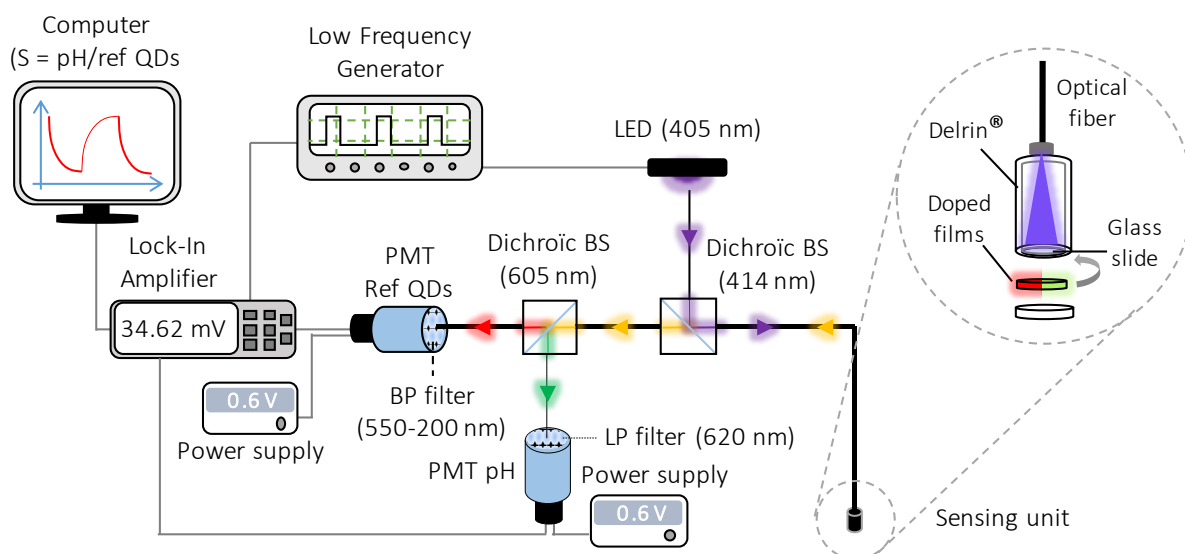 Computer
(S = pH/ref QDs
Low Frequency
Generator
LED (405 nm)
Optical
fiber
Delrin®
Doped
films
Glass
slide
Lock-In
Amplifier
34.62 mV
PMT
Ref QDs
Dichroïc BS
(605 nm)
Dichroïc BS
(414 nm)
0.6 V
Power supply
BP filter
(550-200 nm)
LP filter (620 nm)
PMT pH
Power supply
0.6 V
Sensing unit